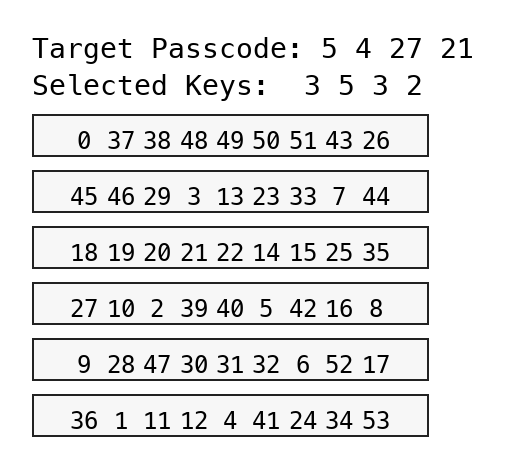 Target Passcode: 5 4 27 21
Selected Keys: 3 5 3 2
0 37 38 48 49 50 51 43 26
45 46 29 3 13 23 33 7 44
18 19 20 21 22 14 15 25 35
27 10 2 39 40 5 42 16 8
9 28 47 30 31 32 6 52 17
36 1 11 12 4 41 24 34 53